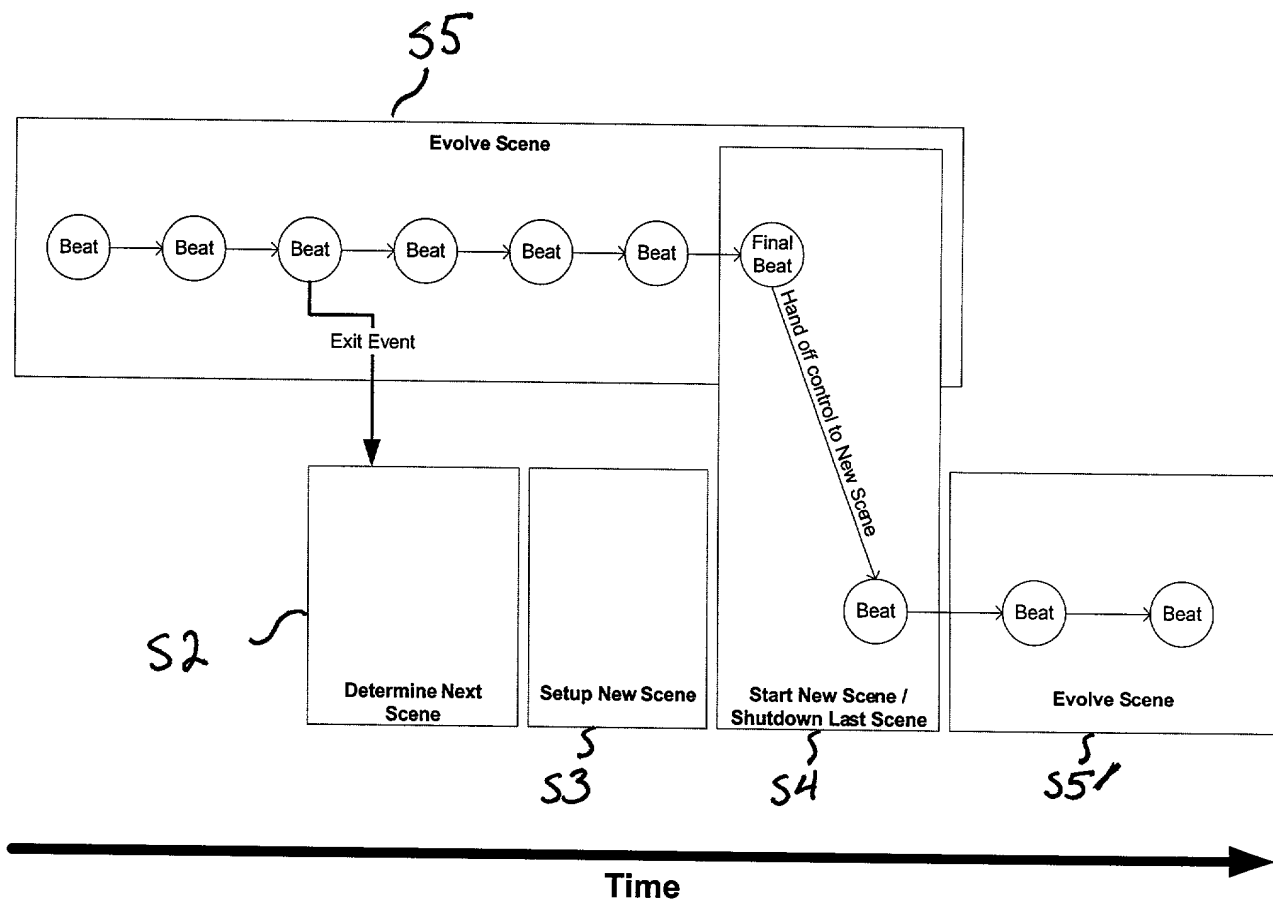 S5
Evolve Scene
Beat
Beat
Beat
Beat
Beat
Beat
Final
Beat
Exit Event
Hand off control to New Scene
Beat
Beat
Beat
S2
Determine Next
Scene
Setup New Scene
Start New Scene /
Shutdown Last Scene
Evolve Scene
S3
S4
S5'
Time